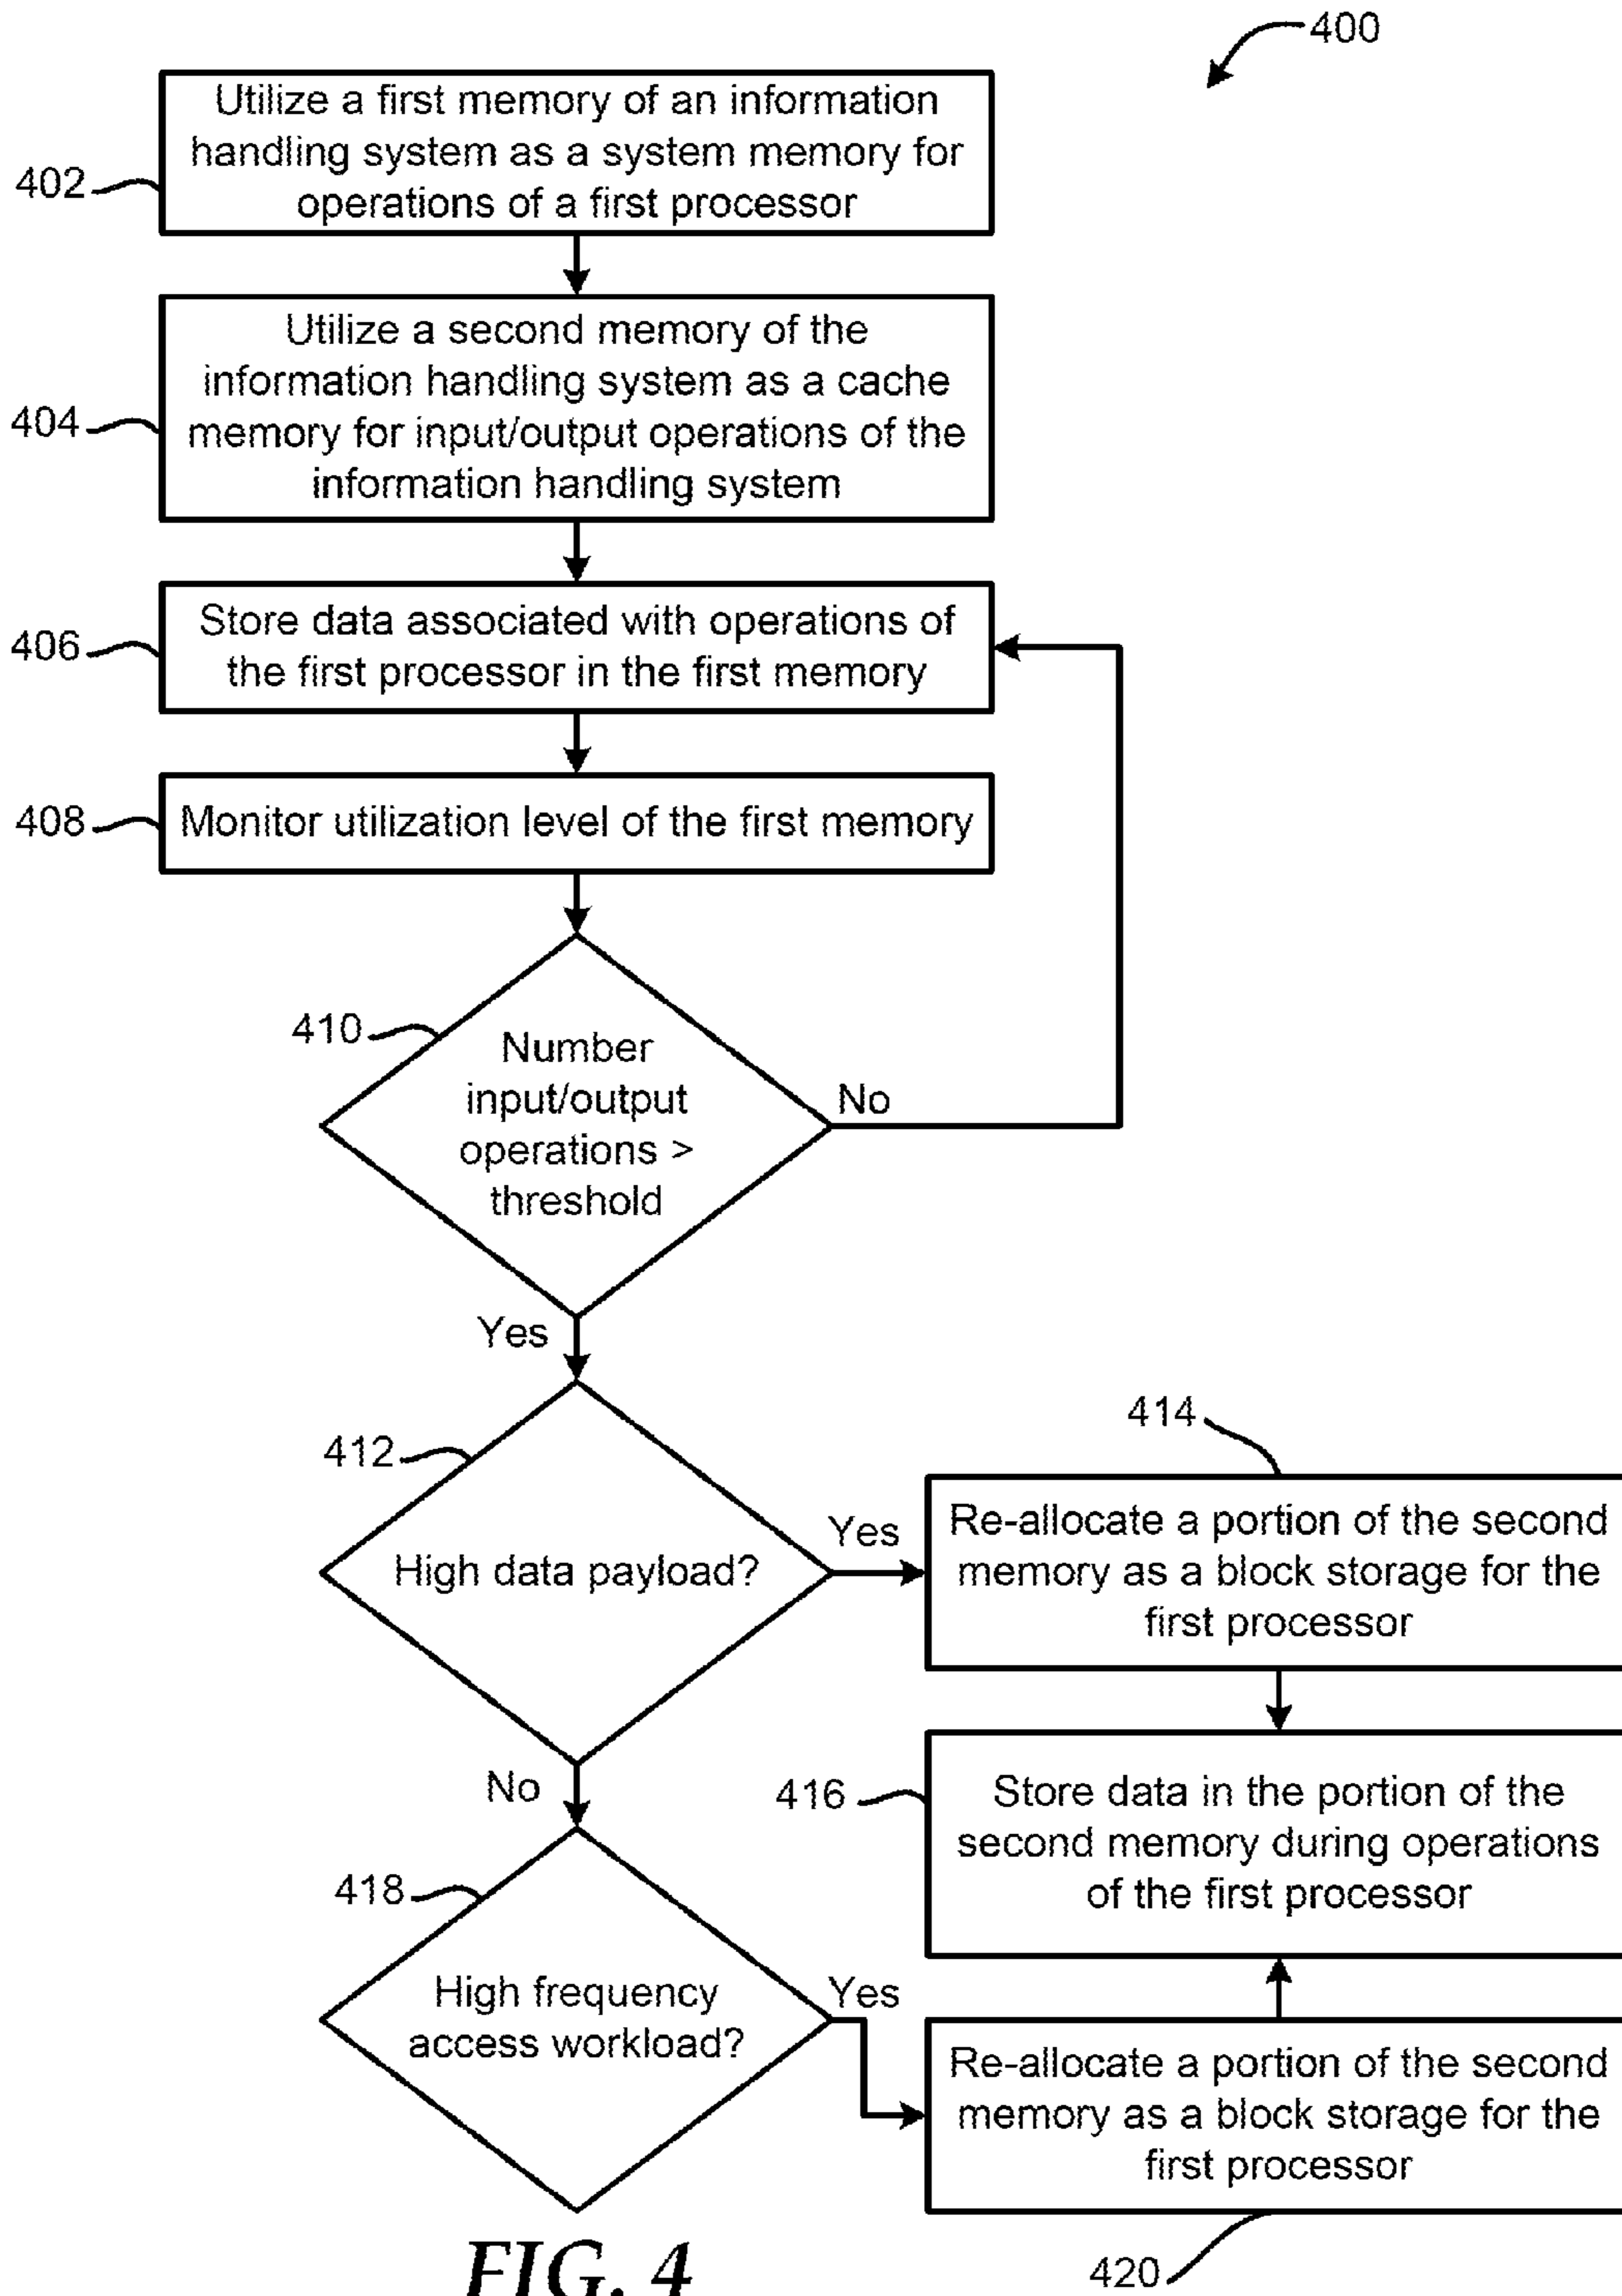 400
Utilize a first memory of an information
handling system as a system memory for
operations of a first processor
402
Utilize a second memory of the
information handling system as a cache
memory for input/output operations of the
information handling system
404
Store data associated with operations of
the first processor in the first memory
406
Monitor utilization level of the first memory
408
410
Number
input/output
operations >
threshold
No
Yes
412
High data payload?
Yes
No
414
Re-allocate a portion of the second
memory as a block storage for the
first processor
416
Store data in the portion of the
second memory during operations
of the first processor
418
High frequency
access workload?
Yes
Re-allocate a portion of the second
memory as a block storage for the
first processor
420
FIG. 4